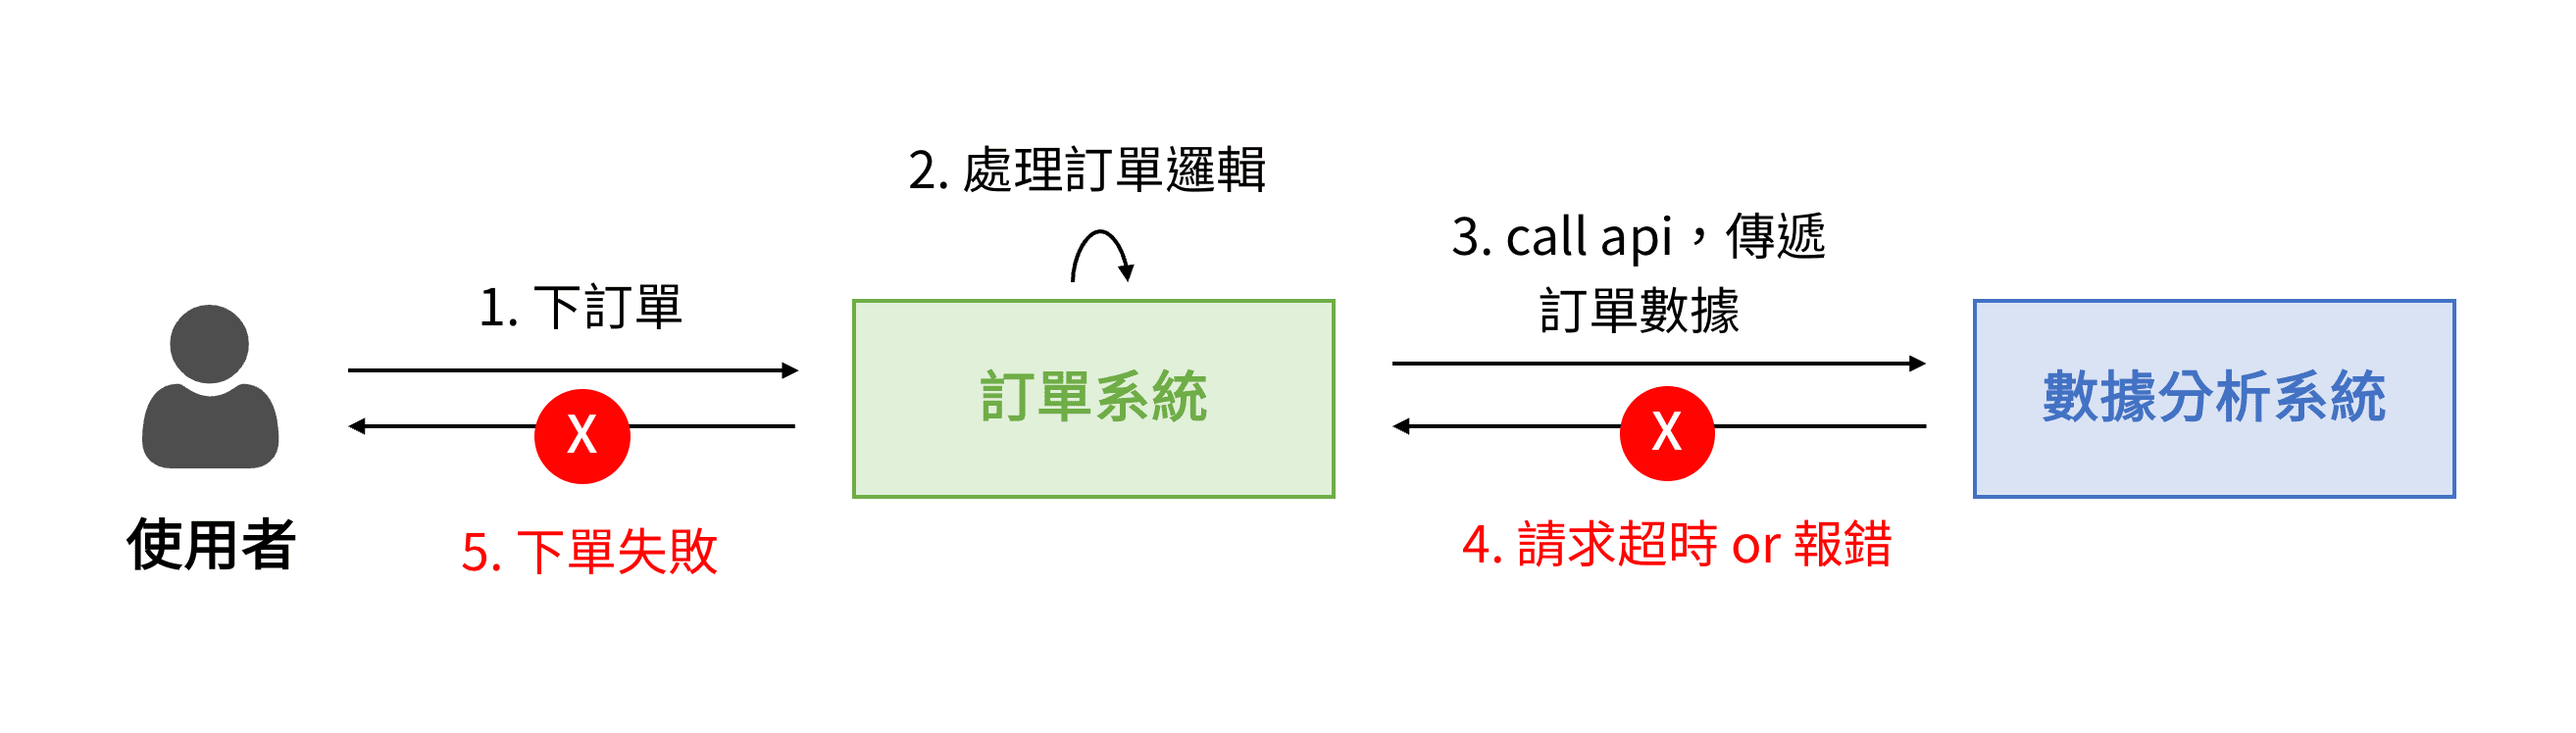 2. 處理訂單邏輯
3. call api，傳遞
訂單數據
1. 下訂單
訂單系統
數據分析系統
X
X
使用者
5. 下單失敗
4. 請求超時 or 報錯